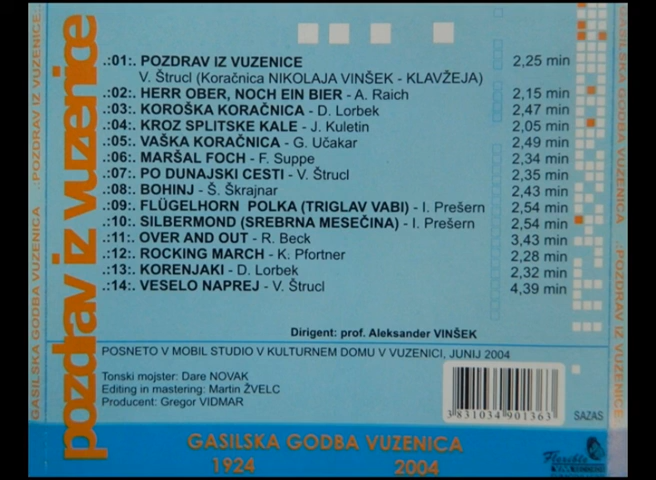 pozdrav iz vuzenice
GASILSKA GODBA VUZENICA .:POZDRAV IZ VUZENICE:.
.:01:. POZDRAV IZ VUZENICE 2,25 min
V. Štrucl (Koračnica NIKOLAJA VINŠEK - KLAVŽEJA)
.:02:. HERR OBER, NOCH EIN BIER - A. Raich 2,15 min
.:03:. KOROŠKA KORAČNICA - D. Lorbek 2,47 min
.:04:. KROZ SPLITSKE KALE - J. Kuletin 2,05 min
.:05:. VAŠKA KORAČNICA - G. Učakar 2,49 min
.:06:. MARŠAL FOCH - F. Suppe 2,34 min
.:07:. PO DUNAJSKI CESTI - V. Štrucl 2,35 min
.:08:. BOHINJ - Š. Škrajnar 2,43 min
.:09:. FLÜGELHORN POLKA (TRIGLAV VABI) - I. Prešern 2,54 min
.:10:. SILBERMOND (SREBRNA MESEČINA) - I. Prešern 2,54 min
.:11:. OVER AND OUT - R. Beck 3,43 min
.:12:. ROCKING MARCH - K. Pfortner 2,28 min
.:13:. KORENJAKI - D. Lorbek 2,32 min
.:14:. VESELO NAPREJ - V. Štrucl 4,39 min
Dirigent: prof. Aleksander VINŠEK
POSNETO V MOBIL STUDIO V KULTURNEM DOMU V VUZENICI, JUNIJ 2004
Tonski mojster: Dare NOVAK
Editing in mastering: Martin ŽVELC
Producent: Gregor VIDMAR
3831034901363
SAZAS
GASILSKA GODBA VUZENICA
1924 2004
GASILSKA GODBA VUZENICA .:POZDRAV IZ VUZENICE